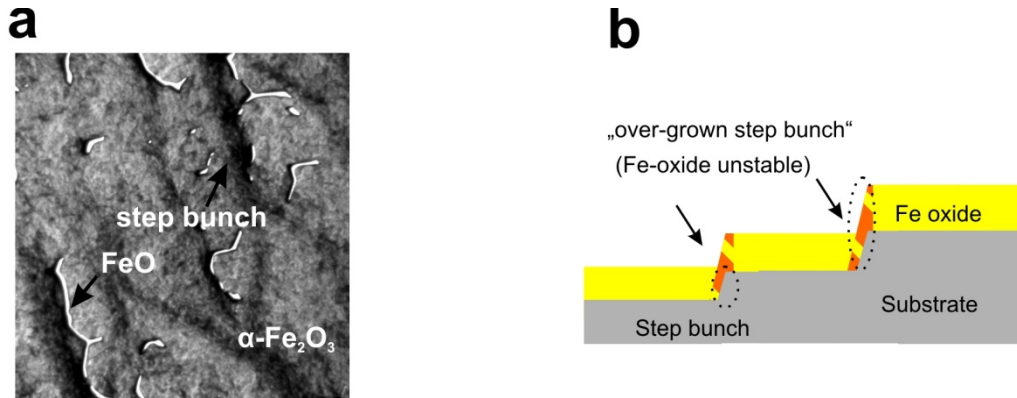 a
b
step bunch
FeO
α-Fe₂O₃
„over-grown step bunch“
(Fe-oxide unstable)
Fe oxide
Substrate
Step bunch